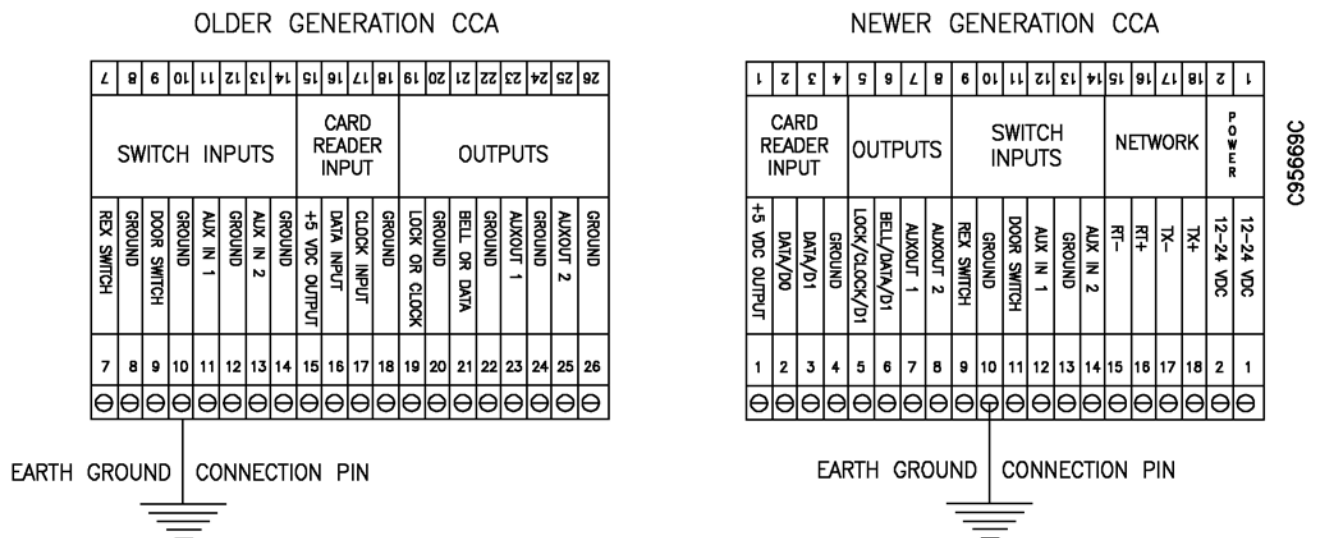 OLDER GENERATION CCA
7 8 9 10 11 12 13 14 15 16 17 18 19 20 21 22 23 24 25 26
SWITCH INPUTS
CARD
READER
INPUT
OUTPUTS
REX SWITCH
GROUND
DOOR SWITCH
GROUND
AUX IN 1
GROUND
AUX IN 2
GROUND
+5 VDC OUTPUT
DATA INPUT
CLOCK INPUT
GROUND
LOCK OR CLOCK
GROUND
BELL OR DATA
GROUND
AUXOUT 1
GROUND
AUXOUT 2
GROUND
7 8 9 10 11 12 13 14 15 16 17 18 19 20 21 22 23 24 25 26
EARTH GROUND CONNECTION PIN
NEWER GENERATION CCA
1 2 3 4 5 6 7 8 9 10 11 12 13 14 15 16 17 18 2 1
CARD
READER
INPUT
OUTPUTS
SWITCH
INPUTS
NETWORK
POWER
+5 VDC OUTPUT
DATA/D0
DATA/D1
GROUND
LOCK/CLOCK/D1
BELL/DATA/D1
AUXOUT 1
AUXOUT 2
REX SWITCH
GROUND
DOOR SWITCH
AUX IN 1
GROUND
AUX IN 2
RT-
RT+
TX-
TX+
12-24 VDC
12-24 VDC
1 2 3 4 5 6 7 8 9 10 11 12 13 14 15 16 17 18 2 1
C95669C
EARTH GROUND CONNECTION PIN